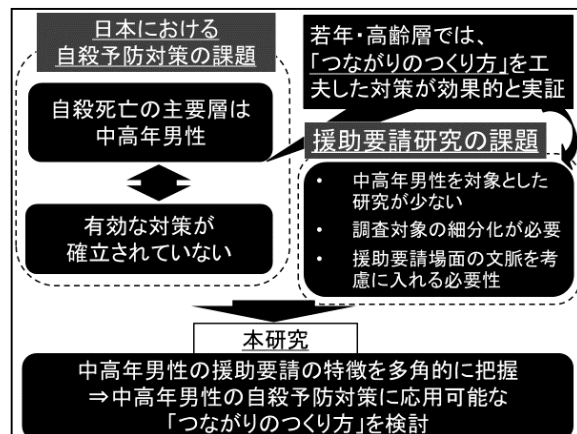 日本における
自殺予防対策の課題
自殺死亡の主要層は
中高年男性
有効な対策が
確立されていない
若年・高齢層では、
「つながりのつくり方」を工
夫した対策が効果的と実証
援助要請研究の課題
• 中高年男性を対象とした
研究が少ない
• 調査対象の細分化が必要
• 援助要請場面の文脈を考
慮に入れる必要性
本研究
中高年男性の援助要請の特徴を多角的に把握
⇒中高年男性の自殺予防対策に応用可能な
「つながりのつくり方」を検討